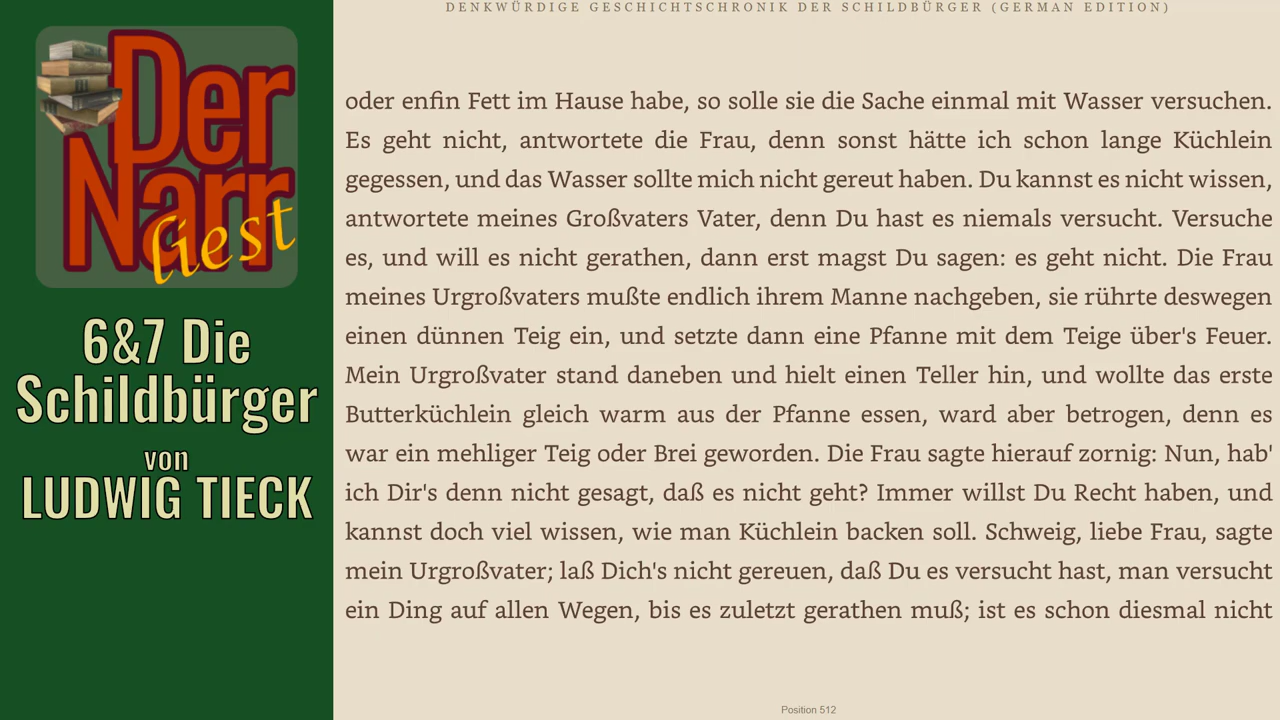 Der
Narr
liest
6&7 Die
Schildbürger
von
LUDWIG TIECK
DENKWÜRDIGE GESCHICHTSCHRONIK DER SCHILDBÜRGER (GERMAN EDITION)
oder enfin Fett im Hause habe, so solle sie die Sache einmal mit Wasser versuchen.
Es geht nicht, antwortete die Frau, denn sonst hätte ich schon lange Küchlein
gegessen, und das Wasser sollte mich nicht gereut haben. Du kannst es nicht wissen,
antwortete meines Großvaters Vater, denn Du hast es niemals versucht. Versuche
es, und will es nicht gerathen, dann erst magst Du sagen: es geht nicht. Die Frau
meines Urgroßvaters mußte endlich ihrem Manne nachgeben, sie rührte deswegen
einen dünnen Teig ein, und setzte dann eine Pfanne mit dem Teige über's Feuer.
Mein Urgroßvater stand daneben und hielt einen Teller hin, und wollte das erste
Butterküchlein gleich warm aus der Pfanne essen, ward aber betrogen, denn es
war ein mehliger Teig oder Brei geworden. Die Frau sagte hierauf zornig: Nun, hab'
ich Dir's denn nicht gesagt, daß es nicht geht? Immer willst Du Recht haben, und
kannst doch viel wissen, wie man Küchlein backen soll. Schweig, liebe Frau, sagte
mein Urgroßvater; laß Dich's nicht gereuen, daß Du es versucht hast, man versucht
ein Ding auf allen Wegen, bis es zuletzt gerathen muß; ist es schon diesmal nicht
Position 512